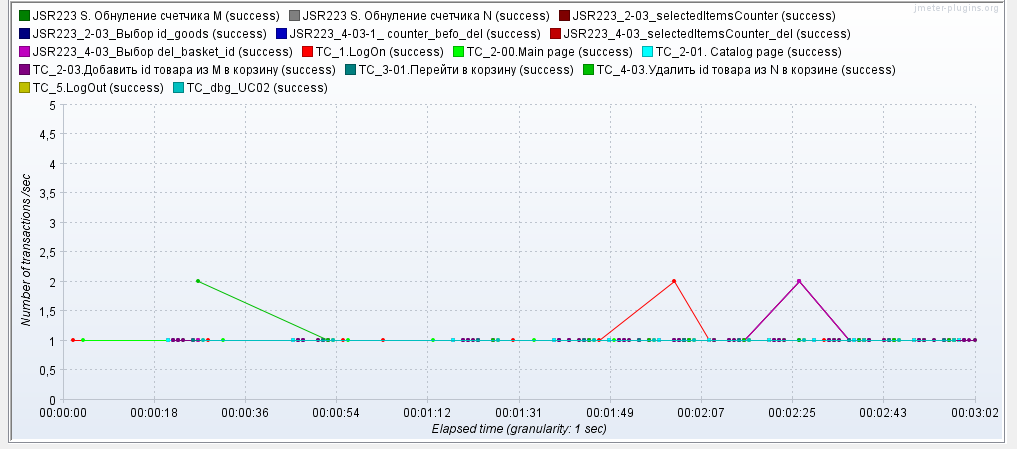 jmeter-plugins.org
JSR223 S. Обнуление счетчика M (success) JSR223 S. Обнуление счетчика N (success) JSR223_2-03_selectedItemsCounter (success)
JSR223_2-03_Выбор id_goods (success) JSR223_4-03-1_ counter_befo_del (success) JSR223_4-03_selectedItemsCounter_del (success)
JSR223_4-03_Выбор del_basket_id (success) TC_1.LogOn (success) TC_2-00.Main page (success) TC_2-01. Catalog page (success)
TC_2-03.Добавить id товара из M в корзину (success) TC_3-01.Перейти в корзину (success) TC_4-03.Удалить id товара из N в корзине (success)
TC_5.LogOut (success) TC_dbg_UC02 (success)
Number of transactions /sec
5
4,5
4
3,5
3
2,5
2
1,5
1
0,5
0
00:00:00 00:00:18 00:00:36 00:00:54 00:01:12 00:01:31 00:01:49 00:02:07 00:02:25 00:02:43 00:03:02
Elapsed time (granularity: 1 sec)